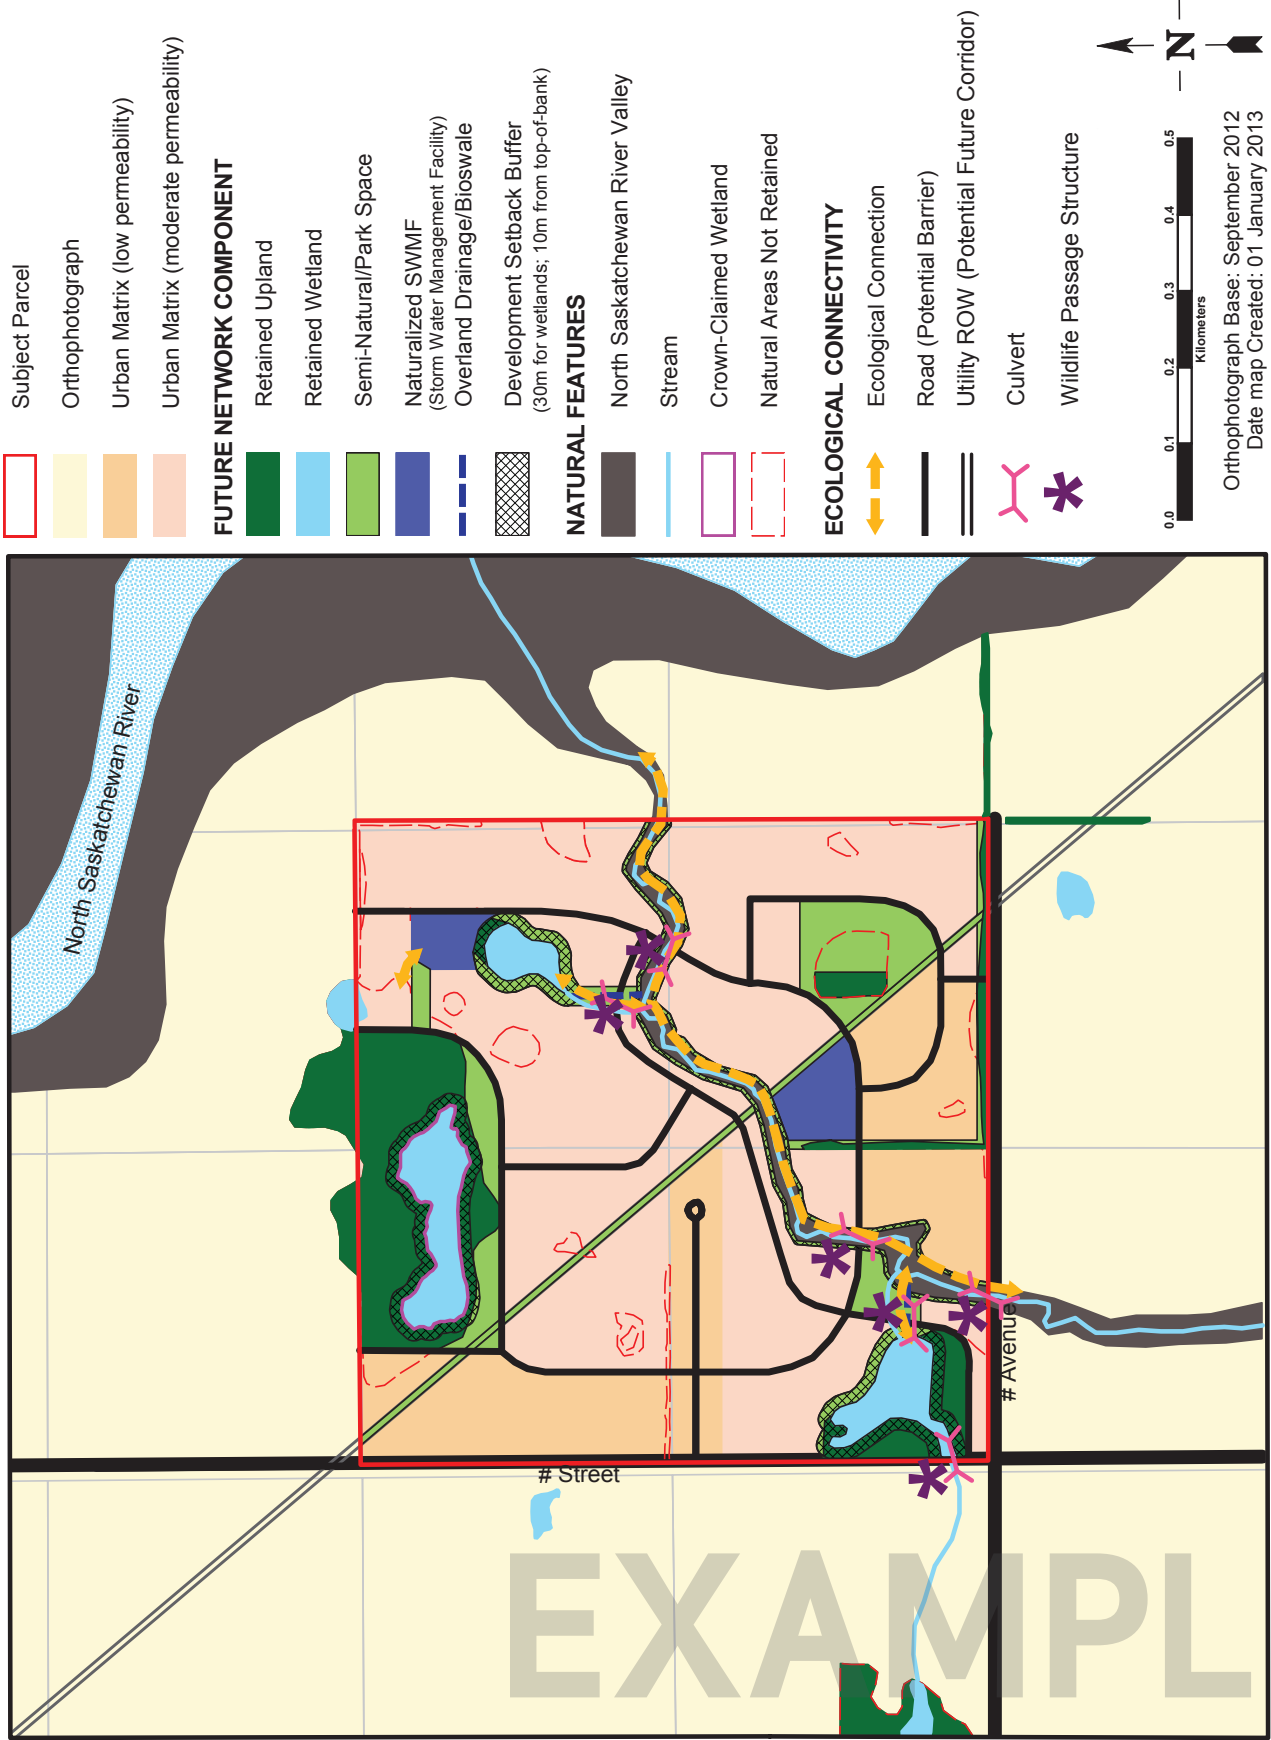 Subject Parcel
Orthophotograph
Urban Matrix (low permeability)
Urban Matrix (moderate permeability)
FUTURE NETWORK COMPONENT
Retained Upland
Retained Wetland
Semi-Natural/Park Space
Naturalized SWMF
(Storm Water Management Facility)
Overland Drainage/Bioswale
Development Setback Buffer
(30m for wetlands; 10m from top-of-bank)
NATURAL FEATURES
North Saskatchewan River Valley
Stream
Crown-Claimed Wetland
Natural Areas Not Retained
ECOLOGICAL CONNECTIVITY
Ecological Connection
Road (Potential Barrier)
Utility ROW (Potential Future Corridor)
Culvert
Wildlife Passage Structure
N
0.0 0.1 0.2 0.3 0.4 0.5
Kilometers
Orthophotograph Base: September 2012
Date map Created: 01 January 2013
North Saskatchewan River
# Street
# Avenue
EXAMPL